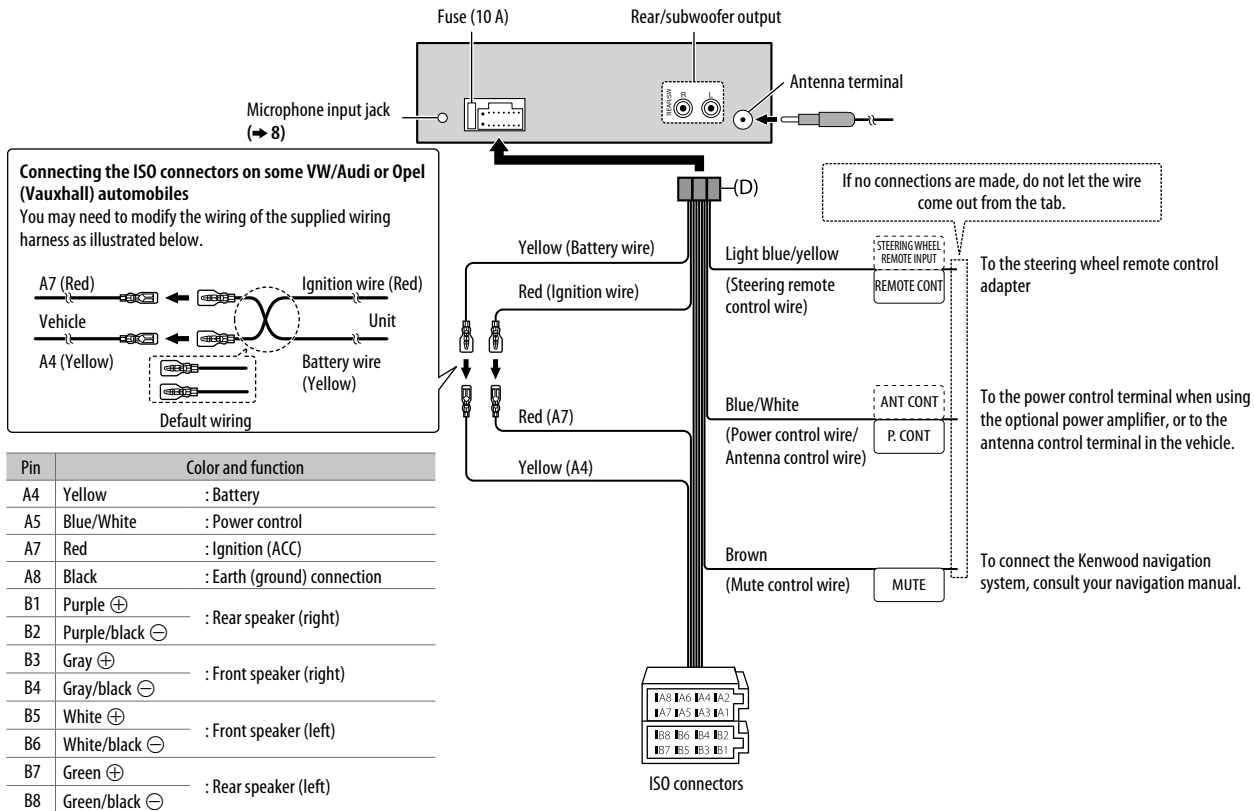 Fuse (10 A)
Rear/subwoofer output
Antenna terminal
REAR/SW
R
L
Microphone input jack
(➜ 8)
Connecting the ISO connectors on some VW/Audi or Opel
(Vauxhall) automobiles
You may need to modify the wiring of the supplied wiring
harness as illustrated below.
A7 (Red)
Ignition wire (Red)
Vehicle
Unit
A4 (Yellow)
Battery wire
(Yellow)
Default wiring
(D)
If no connections are made, do not let the wire
come out from the tab.
Yellow (Battery wire)
Red (Ignition wire)
Red (A7)
Yellow (A4)
Light blue/yellow
(Steering remote
control wire)
STEERING WHEEL
REMOTE INPUT
REMOTE CONT
To the steering wheel remote control
adapter
Blue/White
(Power control wire/
Antenna control wire)
ANT CONT
P. CONT
To the power control terminal when using
the optional power amplifier, or to the
antenna control terminal in the vehicle.
Brown
(Mute control wire)
MUTE
To connect the Kenwood navigation
system, consult your navigation manual.
Pin Color and function
A4 Yellow : Battery
A5 Blue/White : Power control
A7 Red : Ignition (ACC)
A8 Black : Earth (ground) connection
B1 Purple ⊕
: Rear speaker (right)
B2 Purple/black ⊖
B3 Gray ⊕
: Front speaker (right)
B4 Gray/black ⊖
B5 White ⊕
: Front speaker (left)
B6 White/black ⊖
B7 Green ⊕
: Rear speaker (left)
B8 Green/black ⊖
A8 A6 A4 A2
A7 A5 A3 A1
B8 B6 B4 B2
B7 B5 B3 B1
ISO connectors